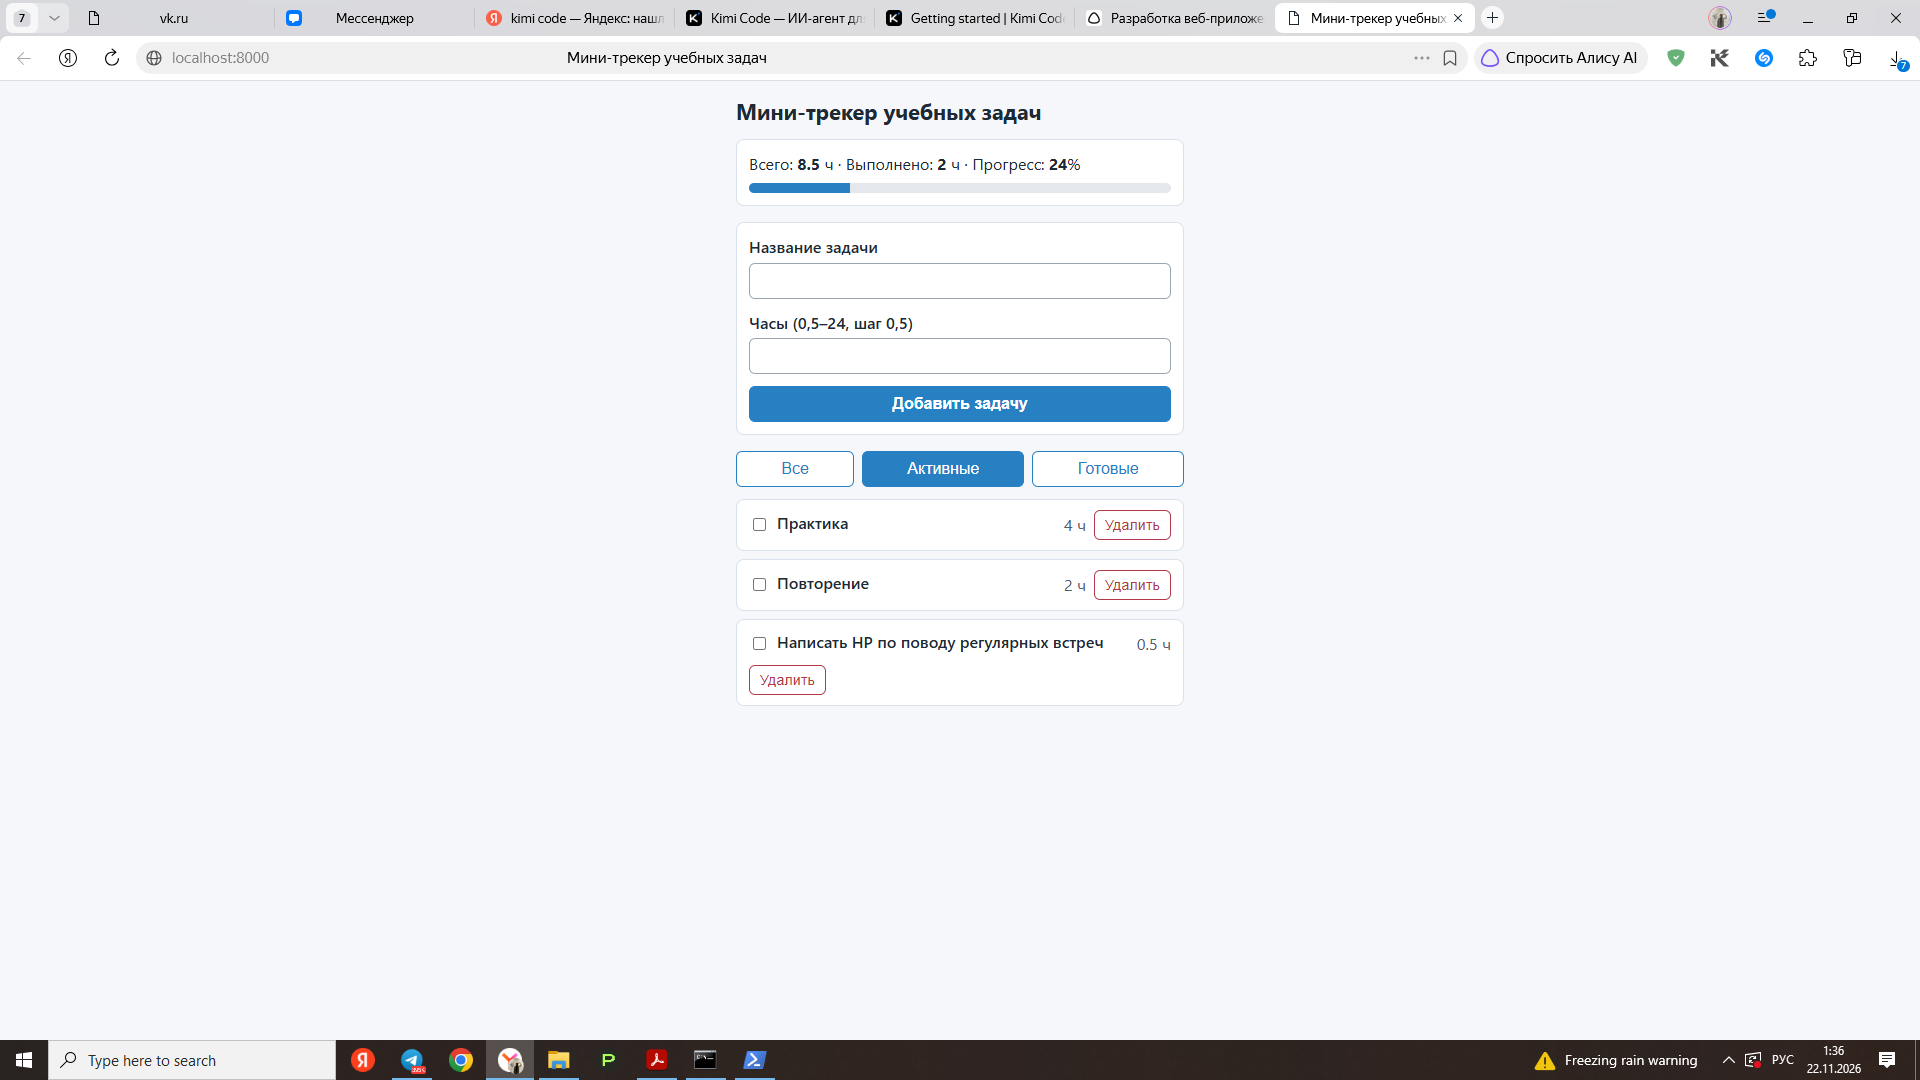 7
vk.ru
Мессенджер
kimi code — Яндекс: нашл
Kimi Code — ИИ-агент дл
Getting started | Kimi Code
Разработка веб-приложе
Мини-трекер учебных
localhost:8000
Мини-трекер учебных задач
Спросить Алису AI
7
Мини-трекер учебных задач
Всего: 8.5 ч · Выполнено: 2 ч · Прогресс: 24%
Название задачи
Часы (0,5–24, шаг 0,5)
Добавить задачу
Все
Активные
Готовые
Практика
4 ч
Удалить
Повторение
2 ч
Удалить
Написать HP по поводу регулярных встреч
0.5 ч
Удалить
Type here to search
Freezing rain warning
РУС
1:36
22.11.2026